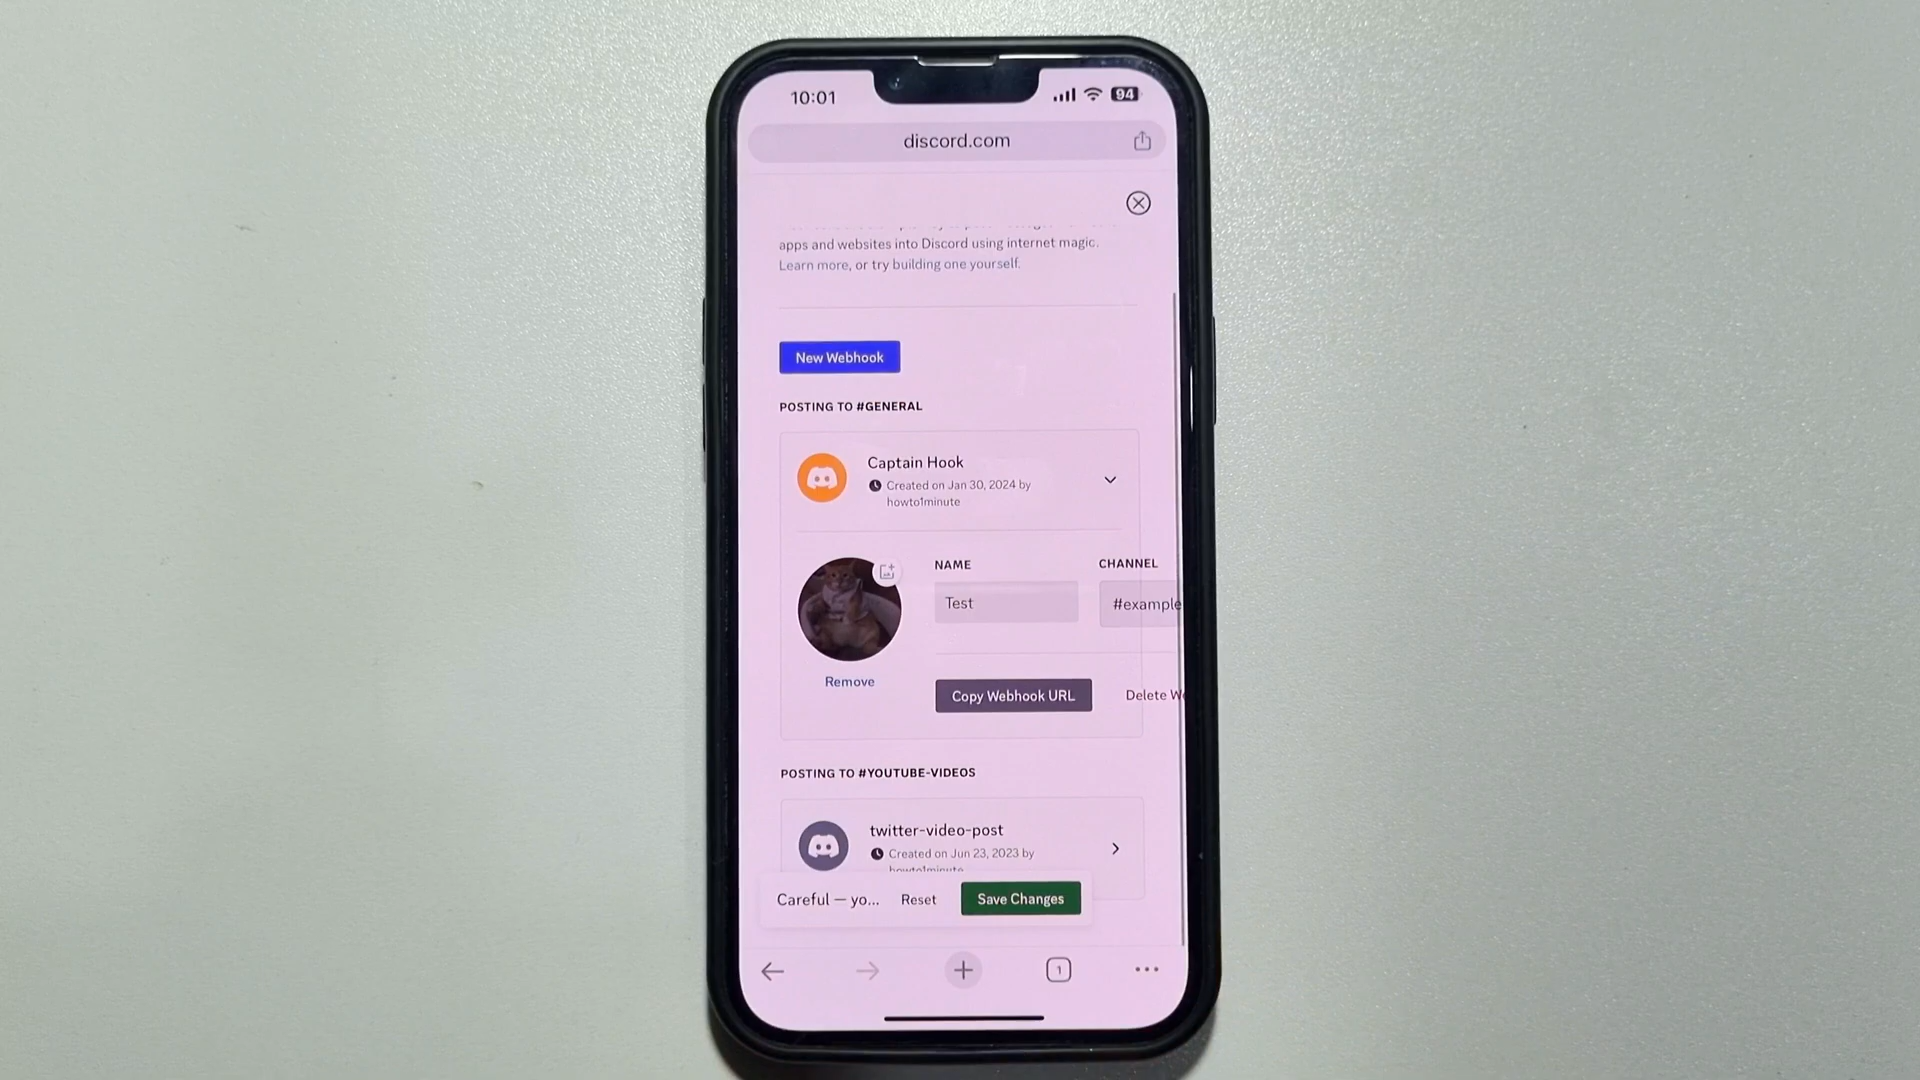 10:01
94
discord.com
apps and websites into Discord using internet magic.
Learn more, or try building one yourself.
New Webhook
POSTING TO #GENERAL
Captain Hook
Created on Jan 30, 2024 by
howto1minute
NAME
CHANNEL
Test
#example
Remove
Copy Webhook URL
Delete W
POSTING TO #YOUTUBE-VIDEOS
twitter-video-post
Created on Jun 23, 2023 by
howto1minute
Careful — yo...
Reset
Save Changes
1